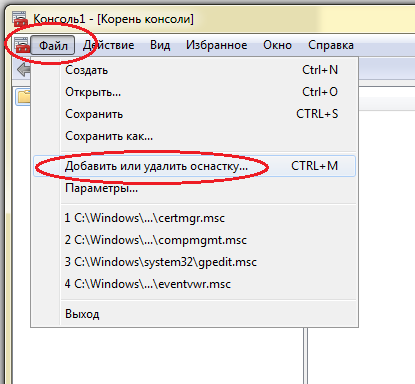 Консоль1 - [Корень консоли]
Файл Действие Вид Избранное Окно Справка
Создать Ctrl+N
Открыть... Ctrl+O
Сохранить CTRL+S
Сохранить как...
Добавить или удалить оснастку... CTRL+M
Параметры...
1 C:\Windows\...\certmgr.msc
2 C:\Windows\...\compmgmt.msc
3 C:\Windows\system32\gpedit.msc
4 C:\Windows\...\eventvwr.msc
Выход